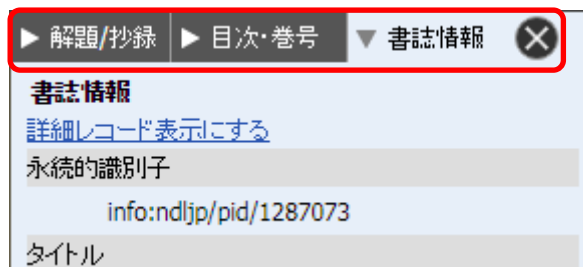 ▶ 解題/抄録 ▶ 目次・巻号 ▼ 書誌情報
書誌情報
詳細レコード表示にする
永続的識別子
info:ndljp/pid/1287073
タイトル